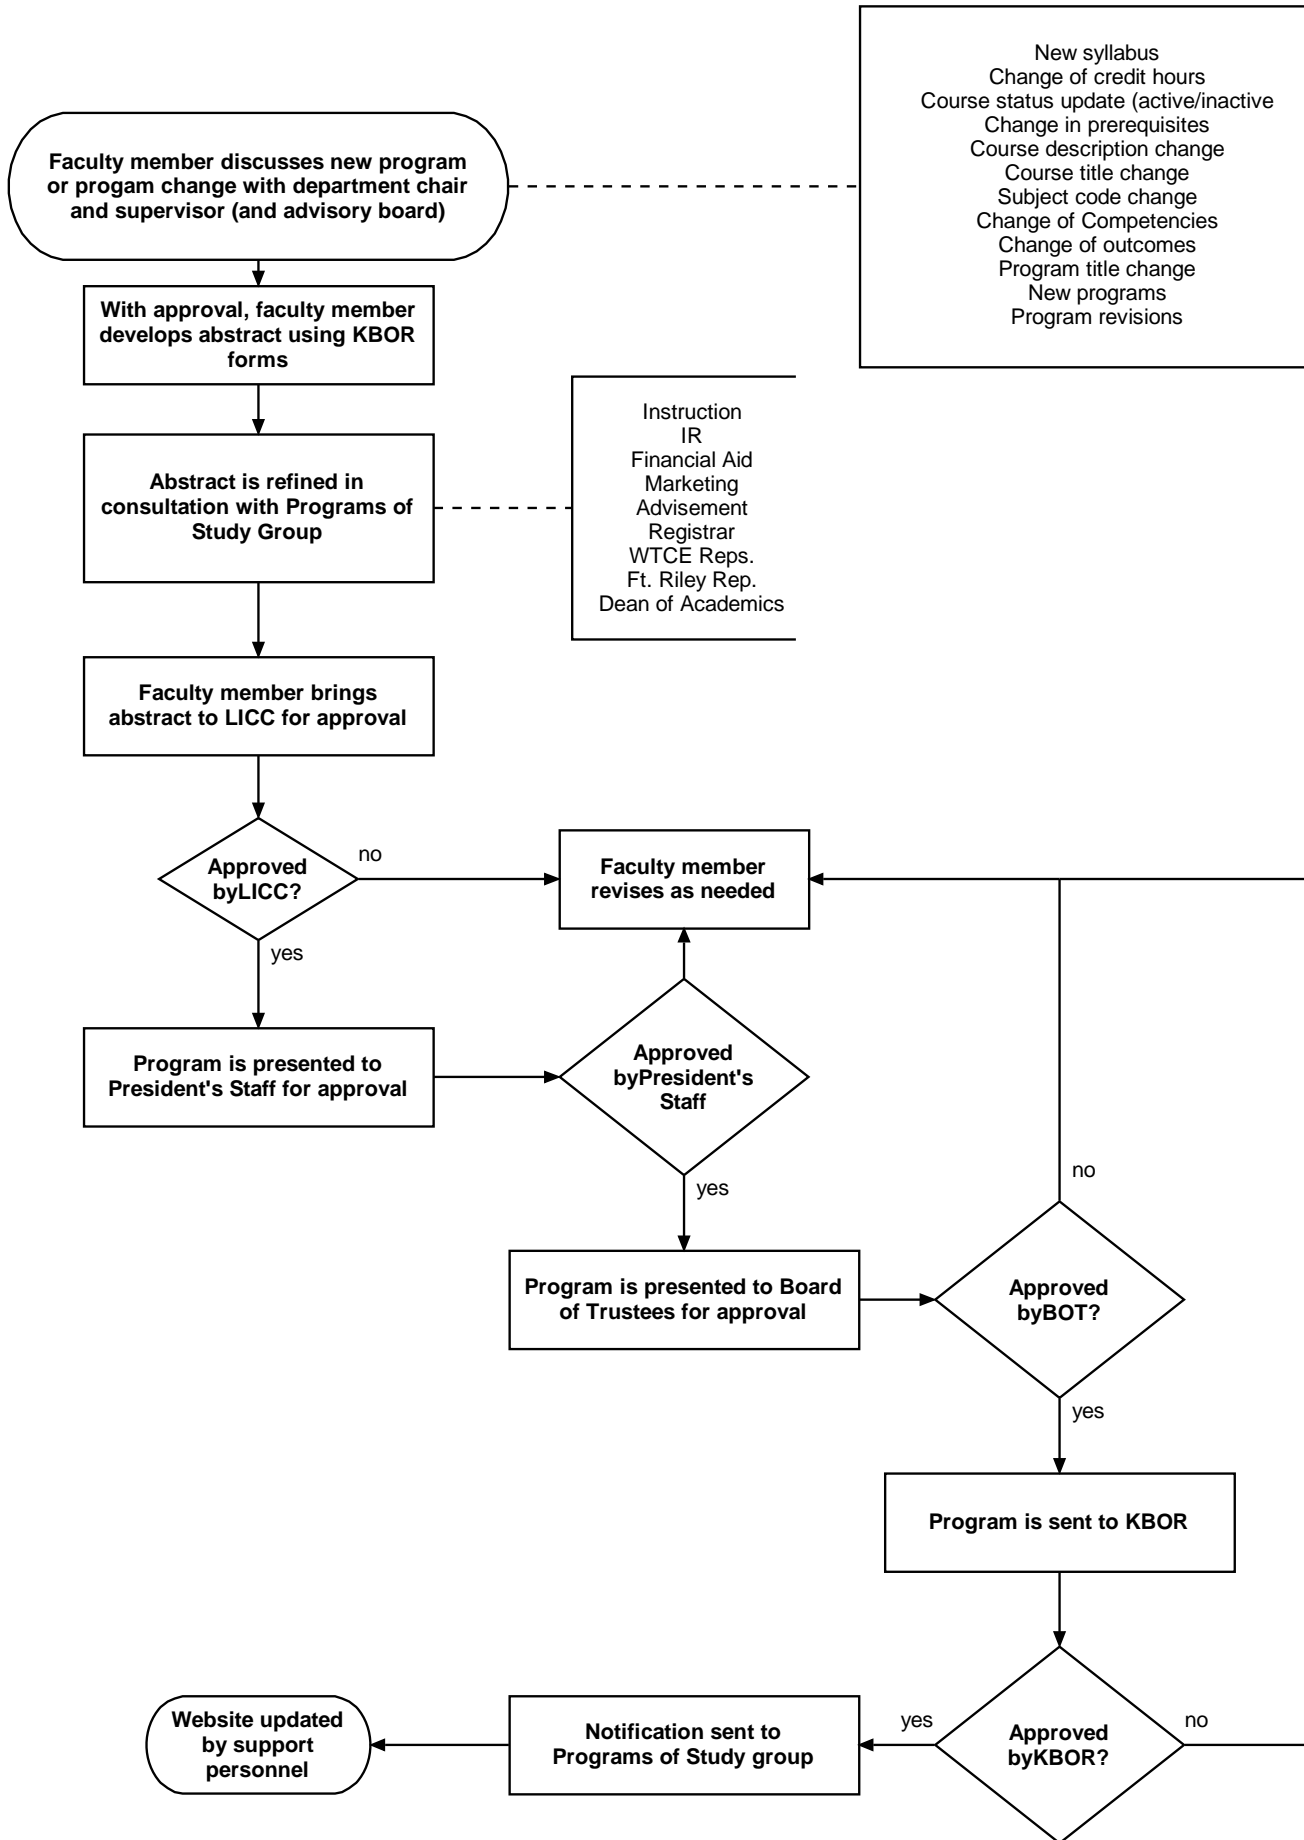 New syllabus
Change of credit hours
Course status update (active/inactive
Change in prerequisites
Course description change
Course title change
Subject code change
Change of Competencies
Change of outcomes
Program title change
New programs
Program revisions
Faculty member discusses new program
or progam change with department chair
and supervisor (and advisory board)
With approval, faculty member
develops abstract using KBOR
forms
Instruction
IR
Financial Aid
Marketing
Advisement
Registrar
WTCE Reps.
Ft. Riley Rep.
Dean of Academics
Abstract is refined in
consultation with Programs of
Study Group
Faculty member brings
abstract to LICC for approval
Approved
byLICC?
no
yes
Faculty member
revises as needed
Program is presented to
President's Staff for approval
Approved
byPresident's
Staff
yes
Program is presented to Board
of Trustees for approval
no
Approved
byBOT?
yes
Program is sent to KBOR
Approved
byKBOR?
yes
no
Notification sent to
Programs of Study group
Website updated
by support
personnel